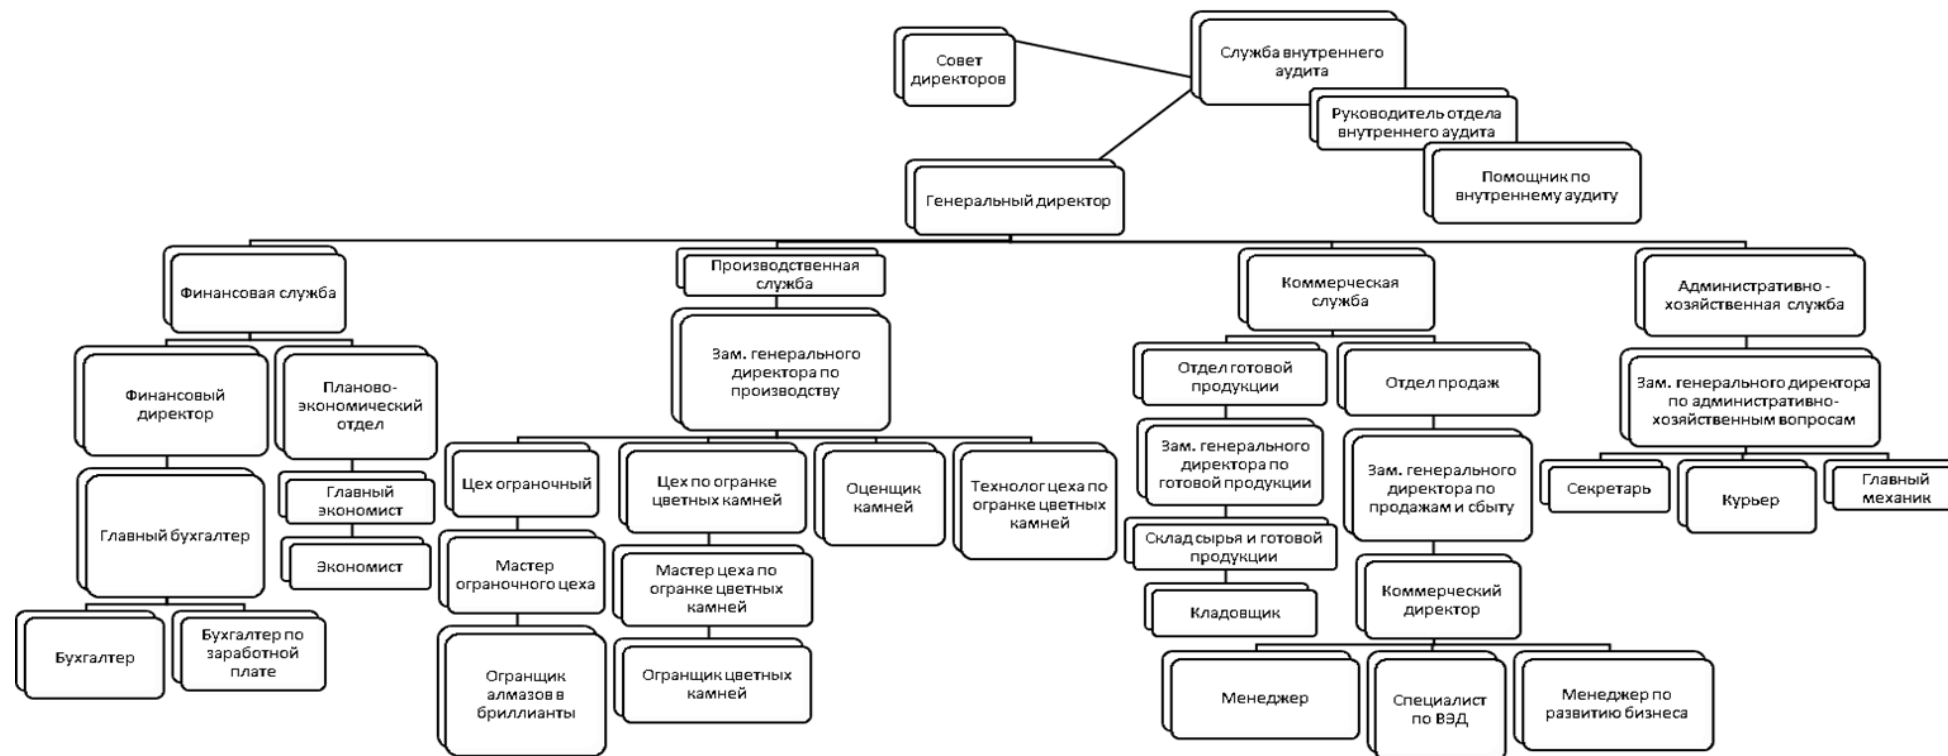 Совет
директоров
Служба внутреннего
аудита
Руководитель отдела
внутреннего аудита
Помощник по
внутреннему аудиту
Генеральный директор
Финансовая служба
Производственная
служба
Коммерческая
служба
Административно-
хозяйственная служба
Финансовый
директор
Планово-
экономический
отдел
Зам. генерального
директора по
производству
Отдел готовой
продукции
Отдел продаж
Зам. генерального директора
по административно-
хозяйственным вопросам
Главный бухгалтер
Главный
экономист
Экономист
Цех ограночный
Цех по огранке
цветных камней
Оценщик
камней
Технолог цеха по
огранке цветных
камней
Зам. генерального
директора по
готовой продукции
Зам. генерального
директора по
продажам и сбыту
Секретарь
Курьер
Главный
механик
Мастер
ограночного цеха
Мастер цеха по
огранке цветных
камней
Склад сырья и готовой
продукции
Кладовщик
Коммерческий
директор
Бухгалтер
Бухгалтер по
заработной
плате
Огранщик
алмазов в
бриллианты
Огранщик цветных
камней
Менеджер
Специалист
по ВЭД
Менеджер по
развитию бизнеса